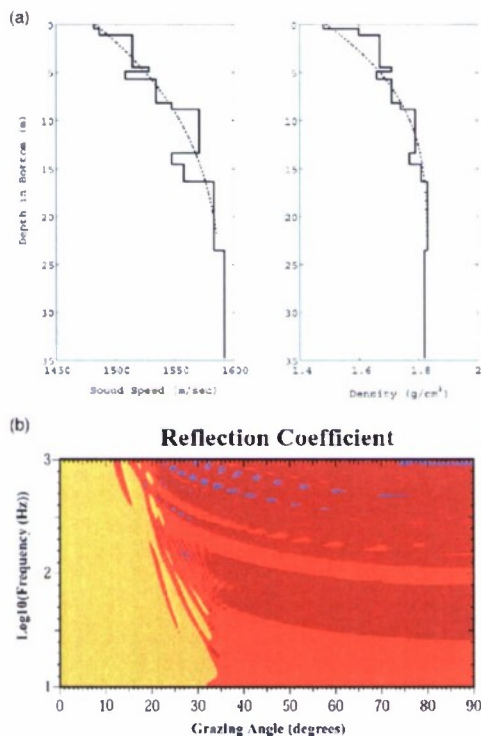 (a)
0 0
5 5
10 10
15 15
20 20
25 25
30 30
35 35
Depth in Bottom (m)
1450 1500 1550 1600 1.4 1.6 1.8 2
Sound Speed (m/sec) Density (g/cm³)
(b)
Reflection Coefficient
3
2
1
Log10(Frequency (Hz))
0 10 20 30 40 50 60 70 80 90
Grazing Angle (degrees)